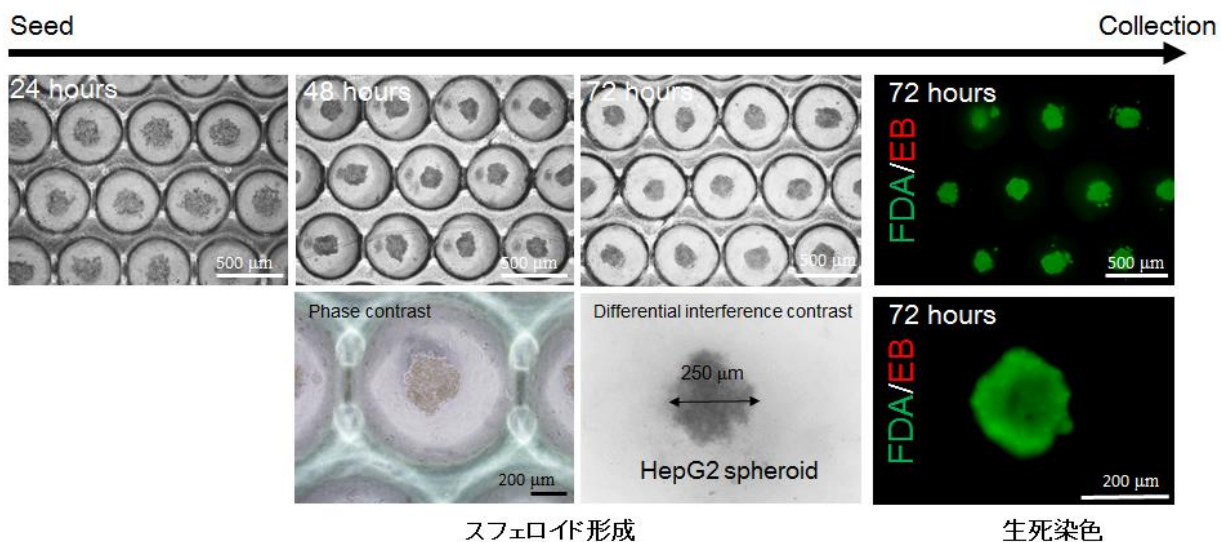 Seed
Collection
24 hours
48 hours
72 hours
72 hours
FDA/EB
500 μm
500 μm
500 μm
500 μm
Phase contrast
Differential interference contrast
72 hours
FDA/EB
250 μm
HepG2 spheroid
200 μm
200 μm
スフェロイド形成
生死染色